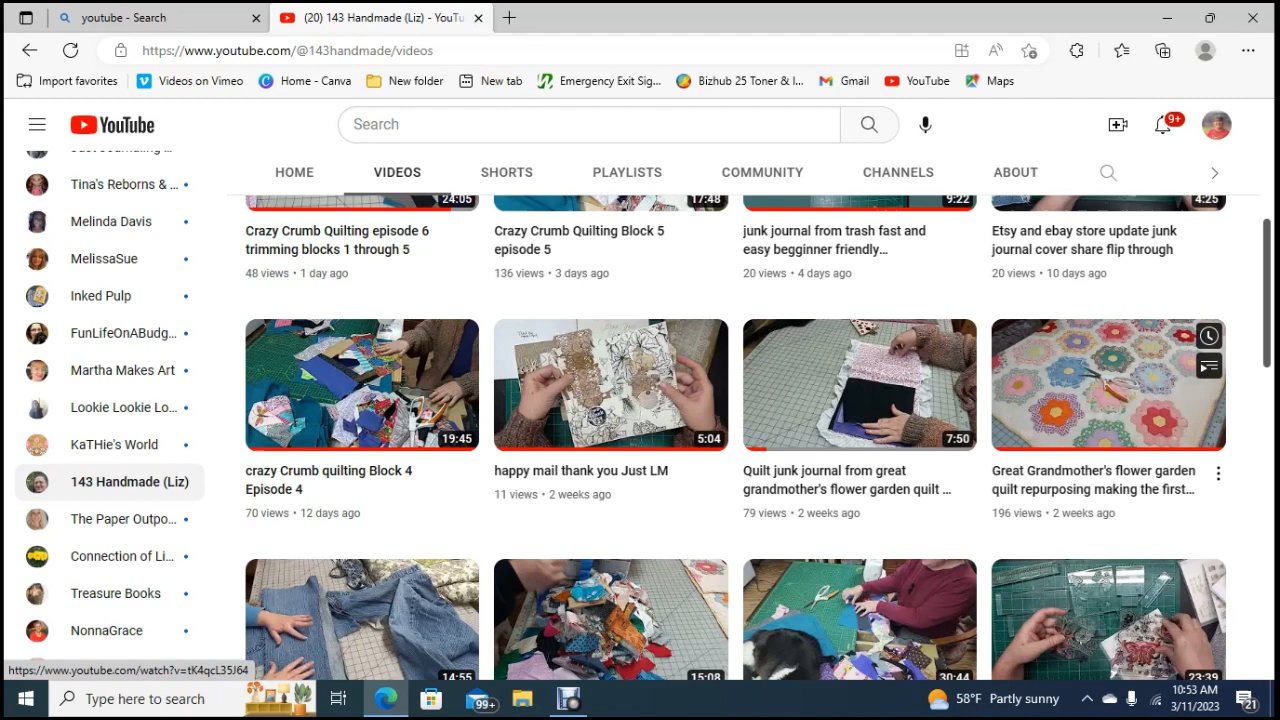 youtube - Search
(20) 143 Handmade (Liz) - YouTu
https://www.youtube.com/@143handmade/videos
Import favorites
Videos on Vimeo
Home - Canva
New folder
New tab
Emergency Exit Sig...
Bizhub 25 Toner & I...
Gmail
YouTube
Maps
YouTube
Search
9+
HOME
VIDEOS
SHORTS
PLAYLISTS
COMMUNITY
CHANNELS
ABOUT
Tina's Reborns & ...
Melinda Davis
MelissaSue
Inked Pulp
FunLifeOnABudg...
Martha Makes Art
Lookie Lookie Lo...
KaTHie's World
143 Handmade (Liz)
The Paper Outpo...
Connection of Li...
Treasure Books
NonnaGrace
24:05
Crazy Crumb Quilting episode 6
trimming blocks 1 through 5
48 views • 1 day ago
17:48
Crazy Crumb Quilting Block 5
episode 5
136 views • 3 days ago
9:22
junk journal from trash fast and
easy begginner friendly...
20 views • 4 days ago
4:25
Etsy and ebay store update junk
journal cover share flip through
20 views • 10 days ago
19:45
crazy Crumb quilting Block 4
Episode 4
70 views • 12 days ago
5:04
happy mail thank you Just LM
11 views • 2 weeks ago
7:50
Quilt junk journal from great
grandmother's flower garden quilt ...
79 views • 2 weeks ago
Great Grandmother's flower garden
quilt repurposing making the first...
196 views • 2 weeks ago
14:55
15:08
30:44
23:39
https://www.youtube.com/watch?v=tK4qcL35J64
Type here to search
99+
58°F Partly sunny
10:53 AM
3/11/2023
21